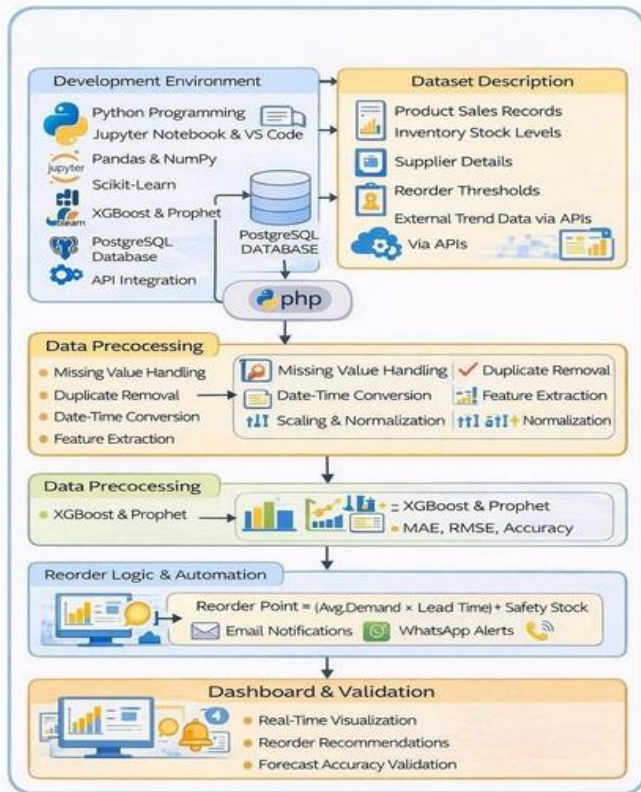 Development Environment
Python Programming
Jupyter Notebook & VS Code
jupyter
Pandas & NumPy
Scikit-Learn
XGBoost & Prophet
PostgreSQL
Database
API Integration
PostgreSQL
DATABASE
php
Dataset Description
Product Sales Records
Inventory Stock Levels
Supplier Details
Reorder Thresholds
External Trend Data via APIs
Via APIs
Data Precocessing
Missing Value Handling
Duplicate Removal
Date-Time Conversion
Feature Extraction
Missing Value Handling
Duplicate Removal
Date-Time Conversion
Feature Extraction
Scaling & Normalization
Normalization
Data Precocessing
XGBoost & Prophet
= XGBoost & Prophet
MAE, RMSE, Accuracy
Reorder Logic & Automation
Reorder Point = (Avg.Demand × Lead Time) + Safety Stock
Email Notifications
WhatsApp Alerts
Dashboard & Validation
Real-Time Visualization
Reorder Recommendations
Forecast Accuracy Validation